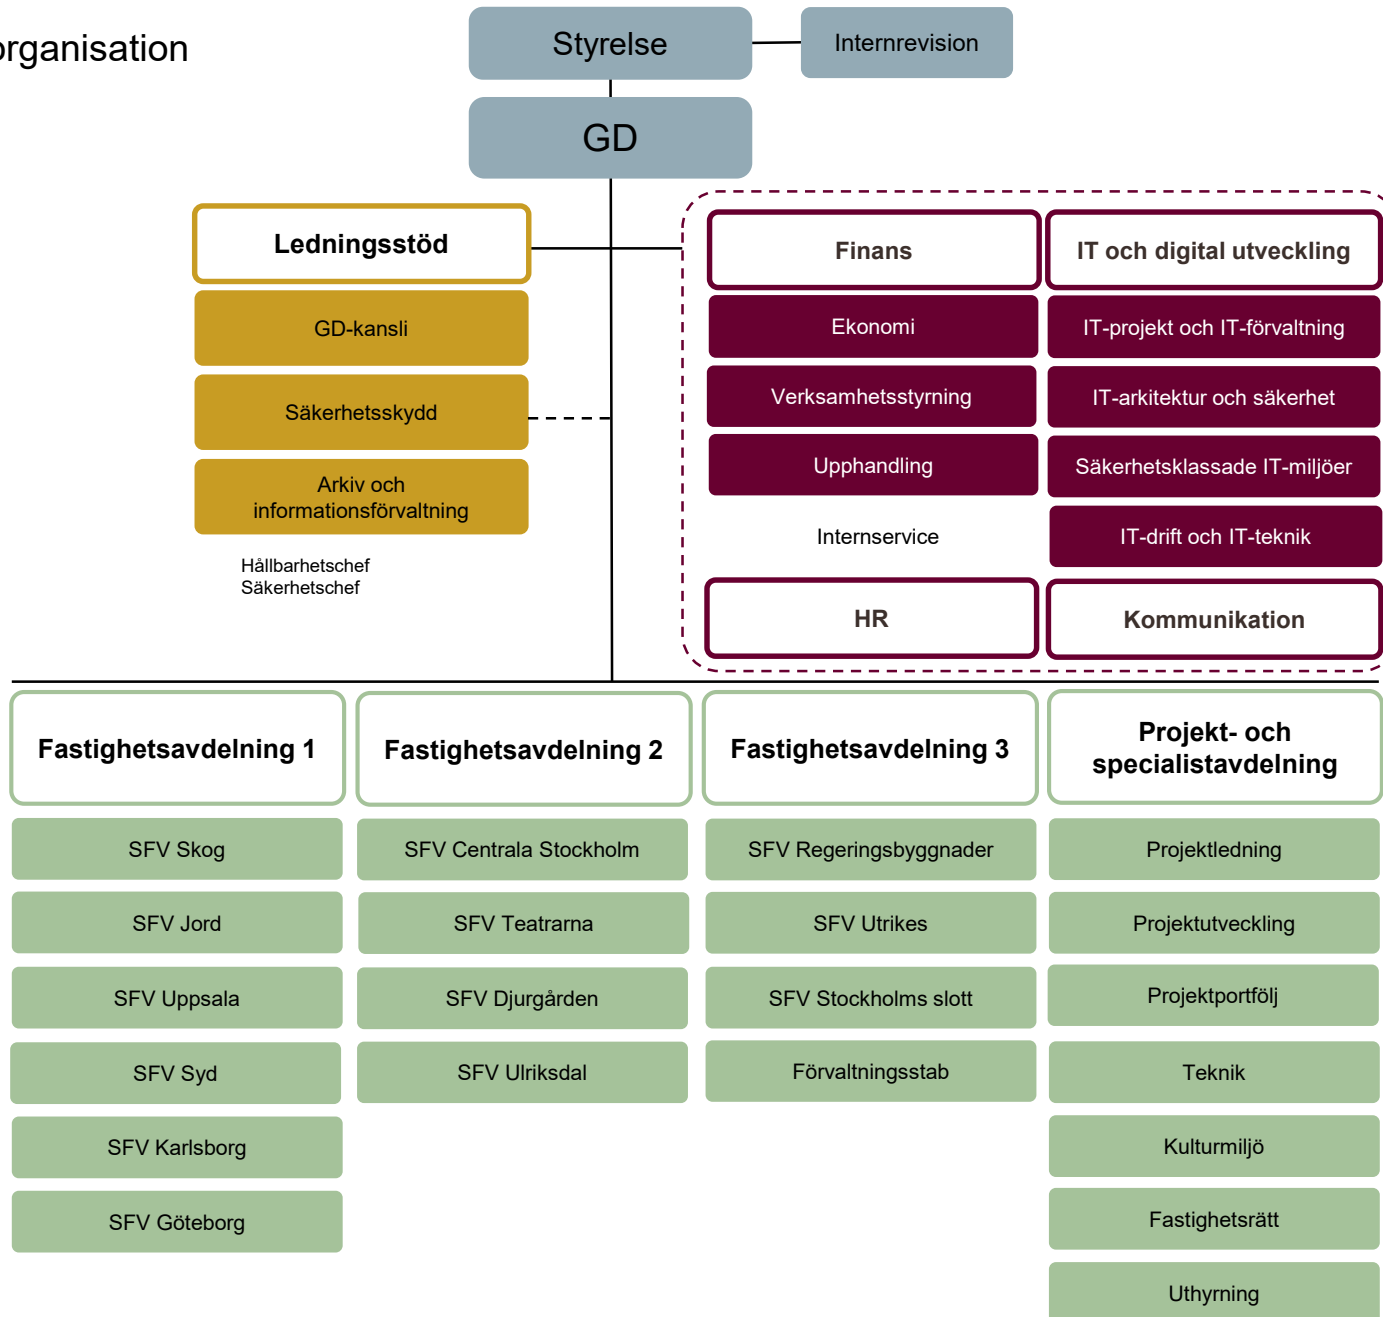 organisation
Styrelse
Internrevision
GD
Ledningsstöd
GD-kansli
Säkerhetsskydd
Arkiv och
informationsförvaltning
Hållbarhetschef
Säkerhetschef
Finans
Ekonomi
Verksamhetsstyrning
Upphandling
Internservice
HR
IT och digital utveckling
IT-projekt och IT-förvaltning
IT-arkitektur och säkerhet
Säkerhetsklassade IT-miljöer
IT-drift och IT-teknik
Kommunikation
Fastighetsavdelning 1
SFV Skog
SFV Jord
SFV Uppsala
SFV Syd
SFV Karlsborg
SFV Göteborg
Fastighetsavdelning 2
SFV Centrala Stockholm
SFV Teatrarna
SFV Djurgården
SFV Ulriksdal
Fastighetsavdelning 3
SFV Regeringsbyggnader
SFV Utrikes
SFV Stockholms slott
Förvaltningsstab
Projekt- och
specialistavdelning
Projektledning
Projektutveckling
Projektportfölj
Teknik
Kulturmiljö
Fastighetsrätt
Uthyrning